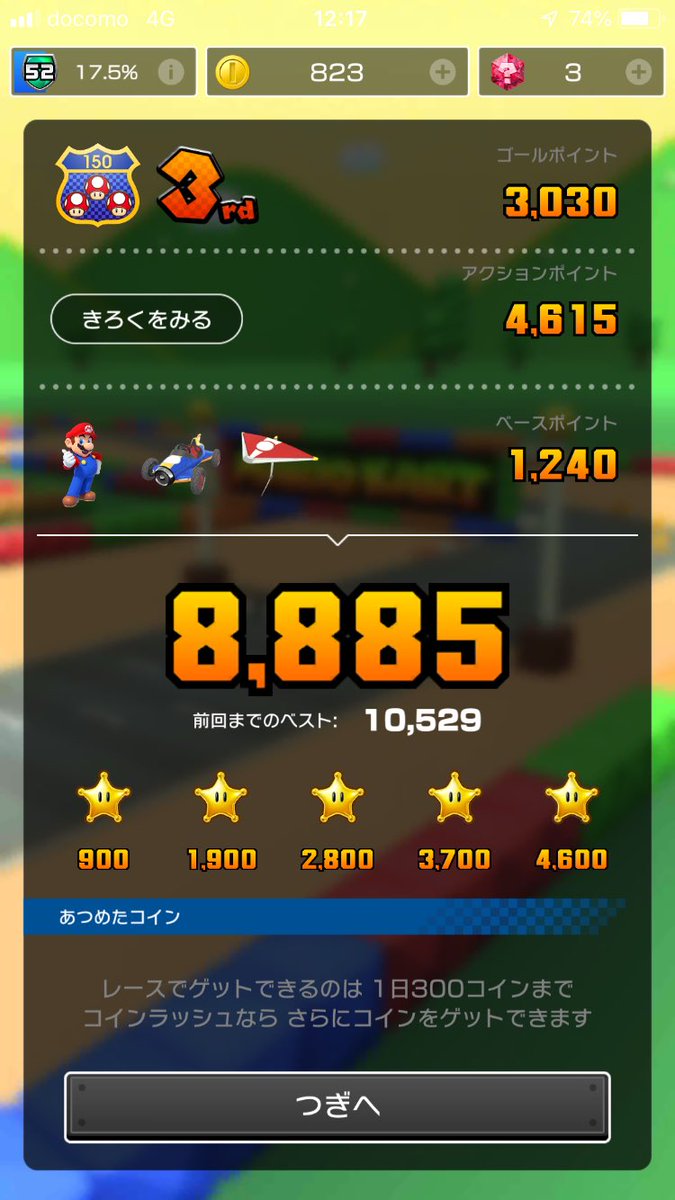 docomo 4G 12:17 74%
52 17.5% i 823 + ? 3 +
150 3rd ゴールポイント
3,030
アクションポイント
きろくをみる 4,615
ベースポイント
1,240
8,885
前回までのベスト: 10,529
900 1,900 2,800 3,700 4,600
あつめたコイン
レースでゲットできるのは 1日300コインまで
コインラッシュなら さらにコインをゲットできます
つぎへ